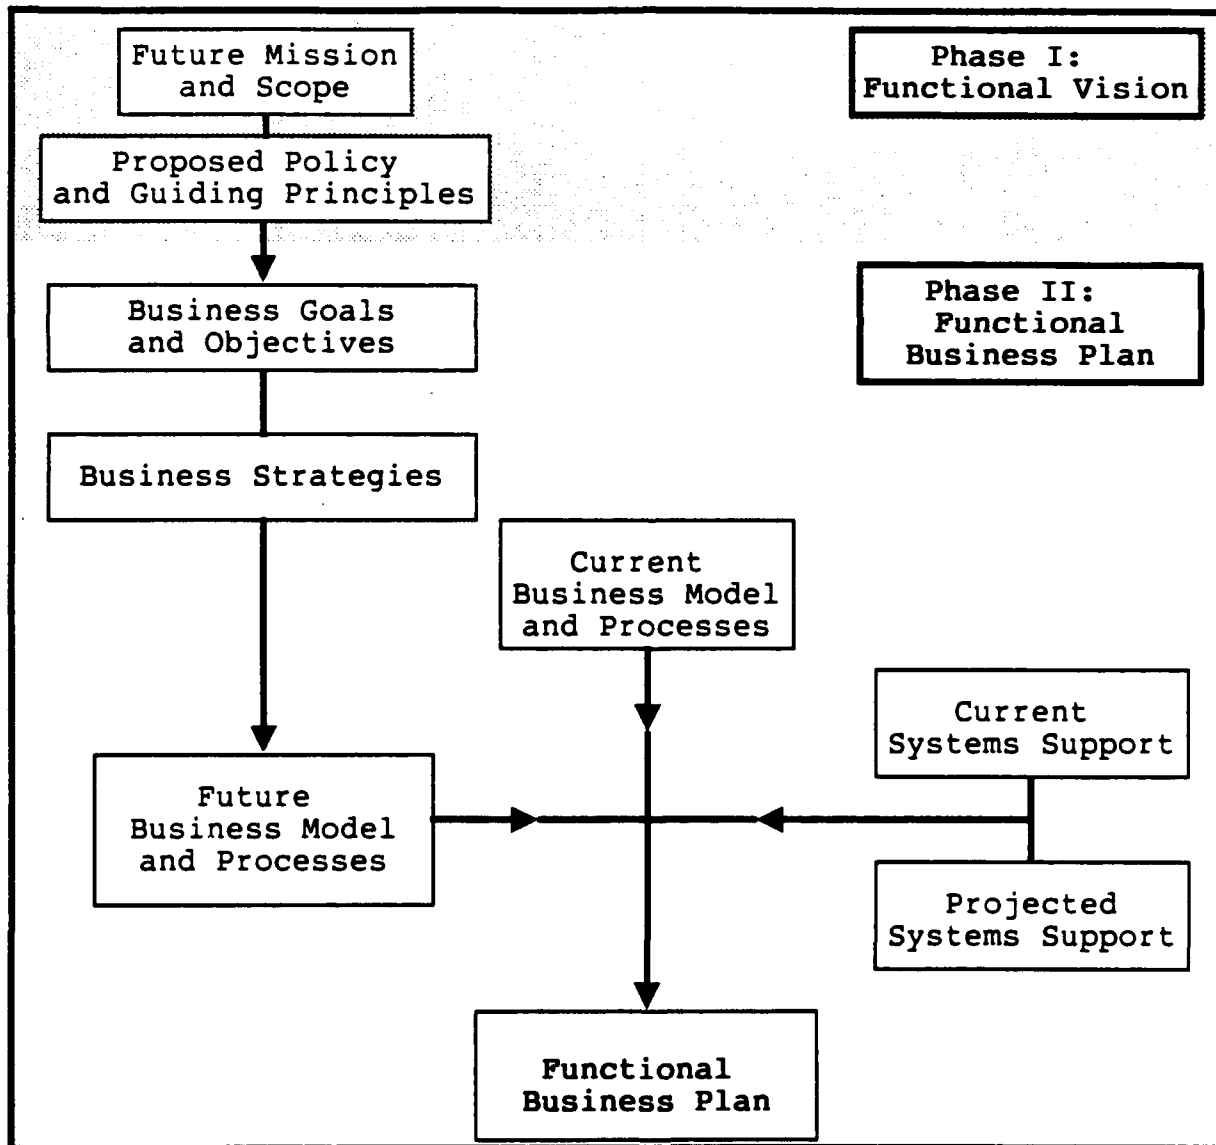 Future Mission
and Scope
Phase I:
Functional Vision
Proposed Policy
and Guiding Principles
Business Goals
and Objectives
Phase II:
Functional
Business Plan
Business Strategies
Current
Business Model
and Processes
Current
Systems Support
Future
Business Model
and Processes
Projected
Systems Support
Functional
Business Plan